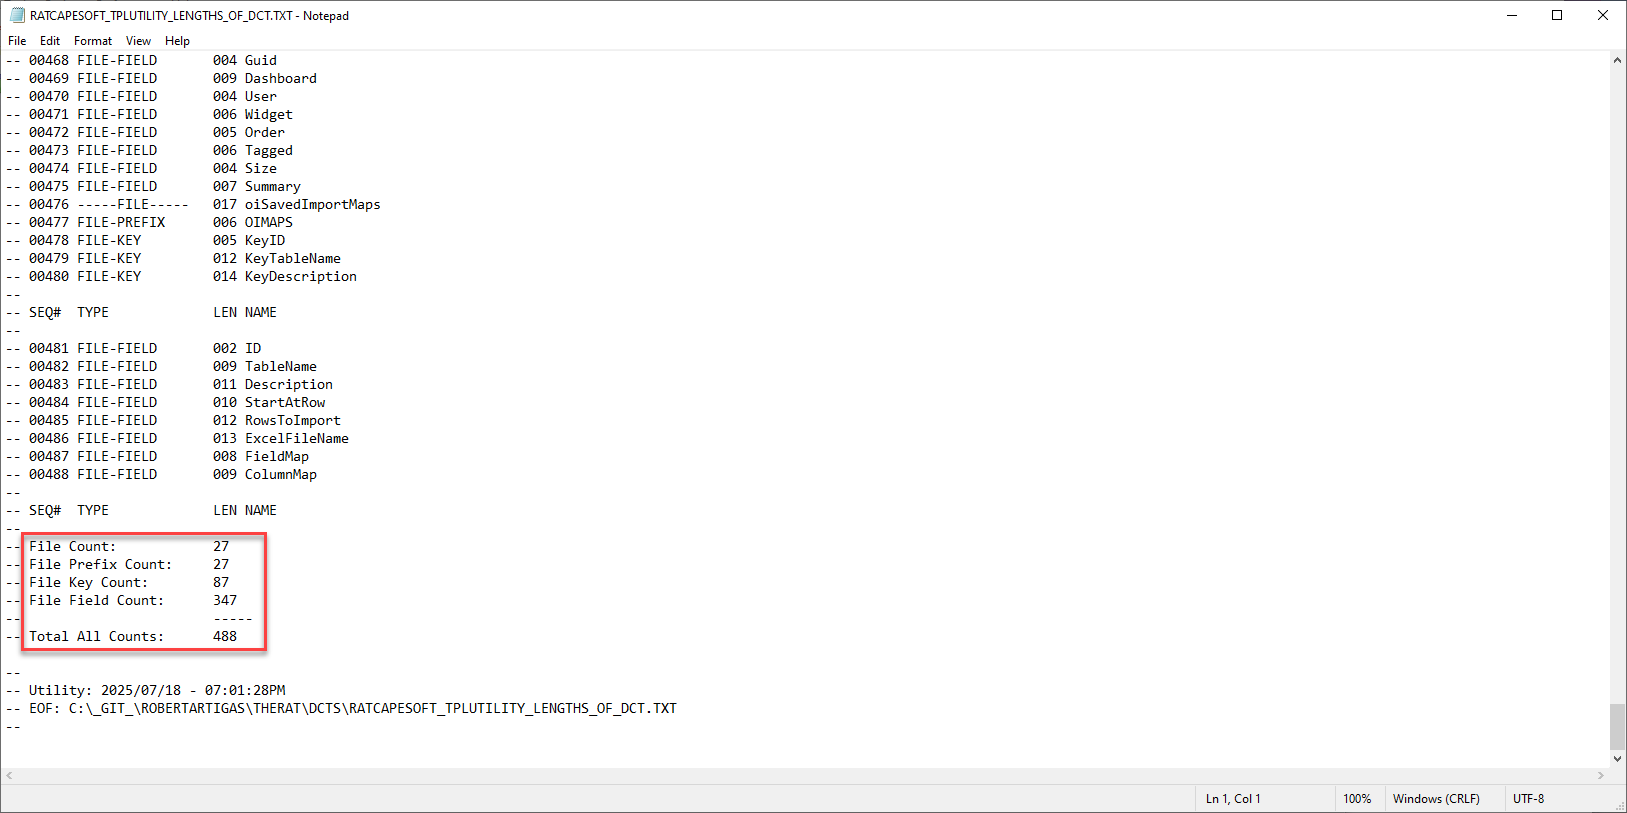 RATCAPESOFT_TPLUTILITY_LENGTHS_OF_DCT.TXT - Notepad
File Edit Format View Help
-- 00468 FILE-FIELD 004 Guid
-- 00469 FILE-FIELD 009 Dashboard
-- 00470 FILE-FIELD 004 User
-- 00471 FILE-FIELD 006 Widget
-- 00472 FILE-FIELD 005 Order
-- 00473 FILE-FIELD 006 Tagged
-- 00474 FILE-FIELD 004 Size
-- 00475 FILE-FIELD 007 Summary
-- 00476 -----FILE----- 017 oiSavedImportMaps
-- 00477 FILE-PREFIX 006 OIMAPS
-- 00478 FILE-KEY 005 KeyID
-- 00479 FILE-KEY 012 KeyTableName
-- 00480 FILE-KEY 014 KeyDescription
--
-- SEQ# TYPE LEN NAME
--
-- 00481 FILE-FIELD 002 ID
-- 00482 FILE-FIELD 009 TableName
-- 00483 FILE-FIELD 011 Description
-- 00484 FILE-FIELD 010 StartAtRow
-- 00485 FILE-FIELD 012 RowsToImport
-- 00486 FILE-FIELD 013 ExcelFileName
-- 00487 FILE-FIELD 008 FieldMap
-- 00488 FILE-FIELD 009 ColumnMap
--
-- SEQ# TYPE LEN NAME
--
-- File Count: 27
-- File Prefix Count: 27
-- File Key Count: 87
-- File Field Count: 347
-- -----
-- Total All Counts: 488
--
-- Utility: 2025/07/18 - 07:01:28PM
-- EOF: C:\_GIT_\ROBERTARTIGAS\THERAT\DCTS\RATCAPESOFT_TPLUTILITY_LENGTHS_OF_DCT.TXT
--
Ln 1, Col 1 100% Windows (CRLF) UTF-8